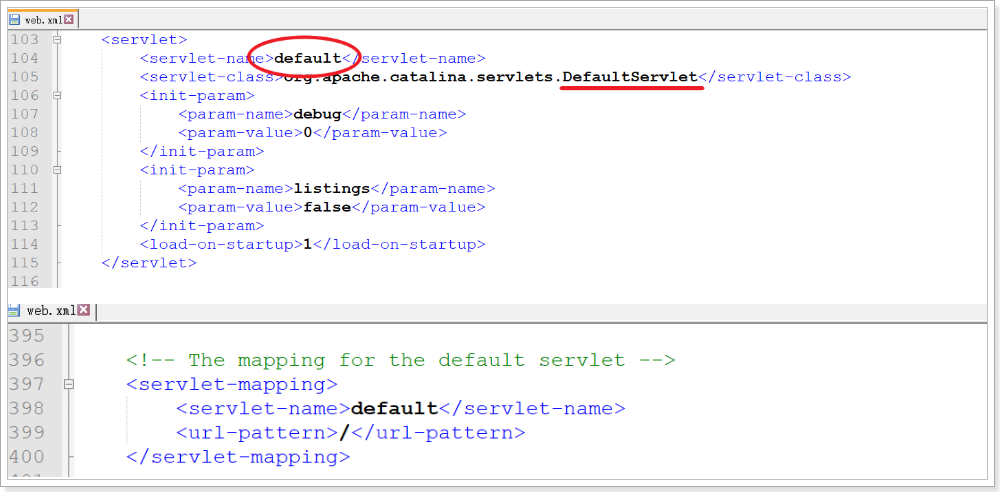 web.xml
103 <servlet>
104 <servlet-name>default</servlet-name>
105 <servlet-class>org.apache.catalina.servlets.DefaultServlet</servlet-class>
106 <init-param>
107 <param-name>debug</param-name>
108 <param-value>0</param-value>
109 </init-param>
110 <init-param>
111 <param-name>listings</param-name>
112 <param-value>false</param-value>
113 </init-param>
114 <load-on-startup>1</load-on-startup>
115 </servlet>
116
web.xml
395
396 <!-- The mapping for the default servlet -->
397 <servlet-mapping>
398 <servlet-name>default</servlet-name>
399 <url-pattern>/</url-pattern>
400 </servlet-mapping>